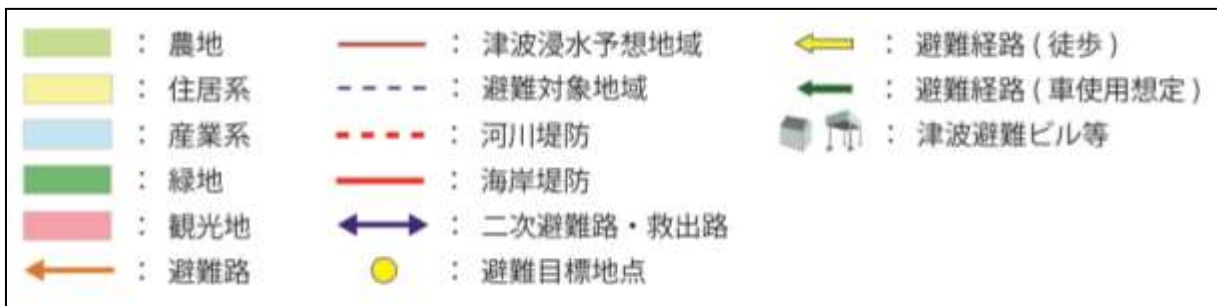 ： 農地
： 住居系
： 産業系
： 緑地
： 観光地
： 避難路
： 津波浸水予想地域
： 避難対象地域
： 河川堤防
： 海岸堤防
： 二次避難路・救出路
： 避難目標地点
： 避難経路 ( 徒歩 )
： 避難経路 ( 車使用想定 )
： 津波避難ビル等